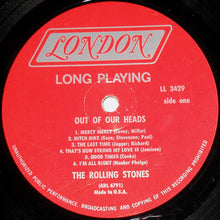 LONDON
LONG PLAYING
LL 3429
side one
OUT OF OUR HEADS
1. MERCY MERCY (Covay; Miller)
2. HITCH HIKE (Gaye; Stevenson; Paul)
3. THE LAST TIME (Jagger; Richard)
4. THAT'S HOW STRONG MY LOVE IS (Jamison)
5. GOOD TIMES (Cooke)
6. I'M ALL RIGHT (Nanker Phelge)
THE ROLLING STONES
(ARL 6791)
Made in U.S.A.
UNAUTHORIZED PUBLIC PERFORMANCE, BROADCASTING AND COPYING OF THIS RECORD PROHIBITED